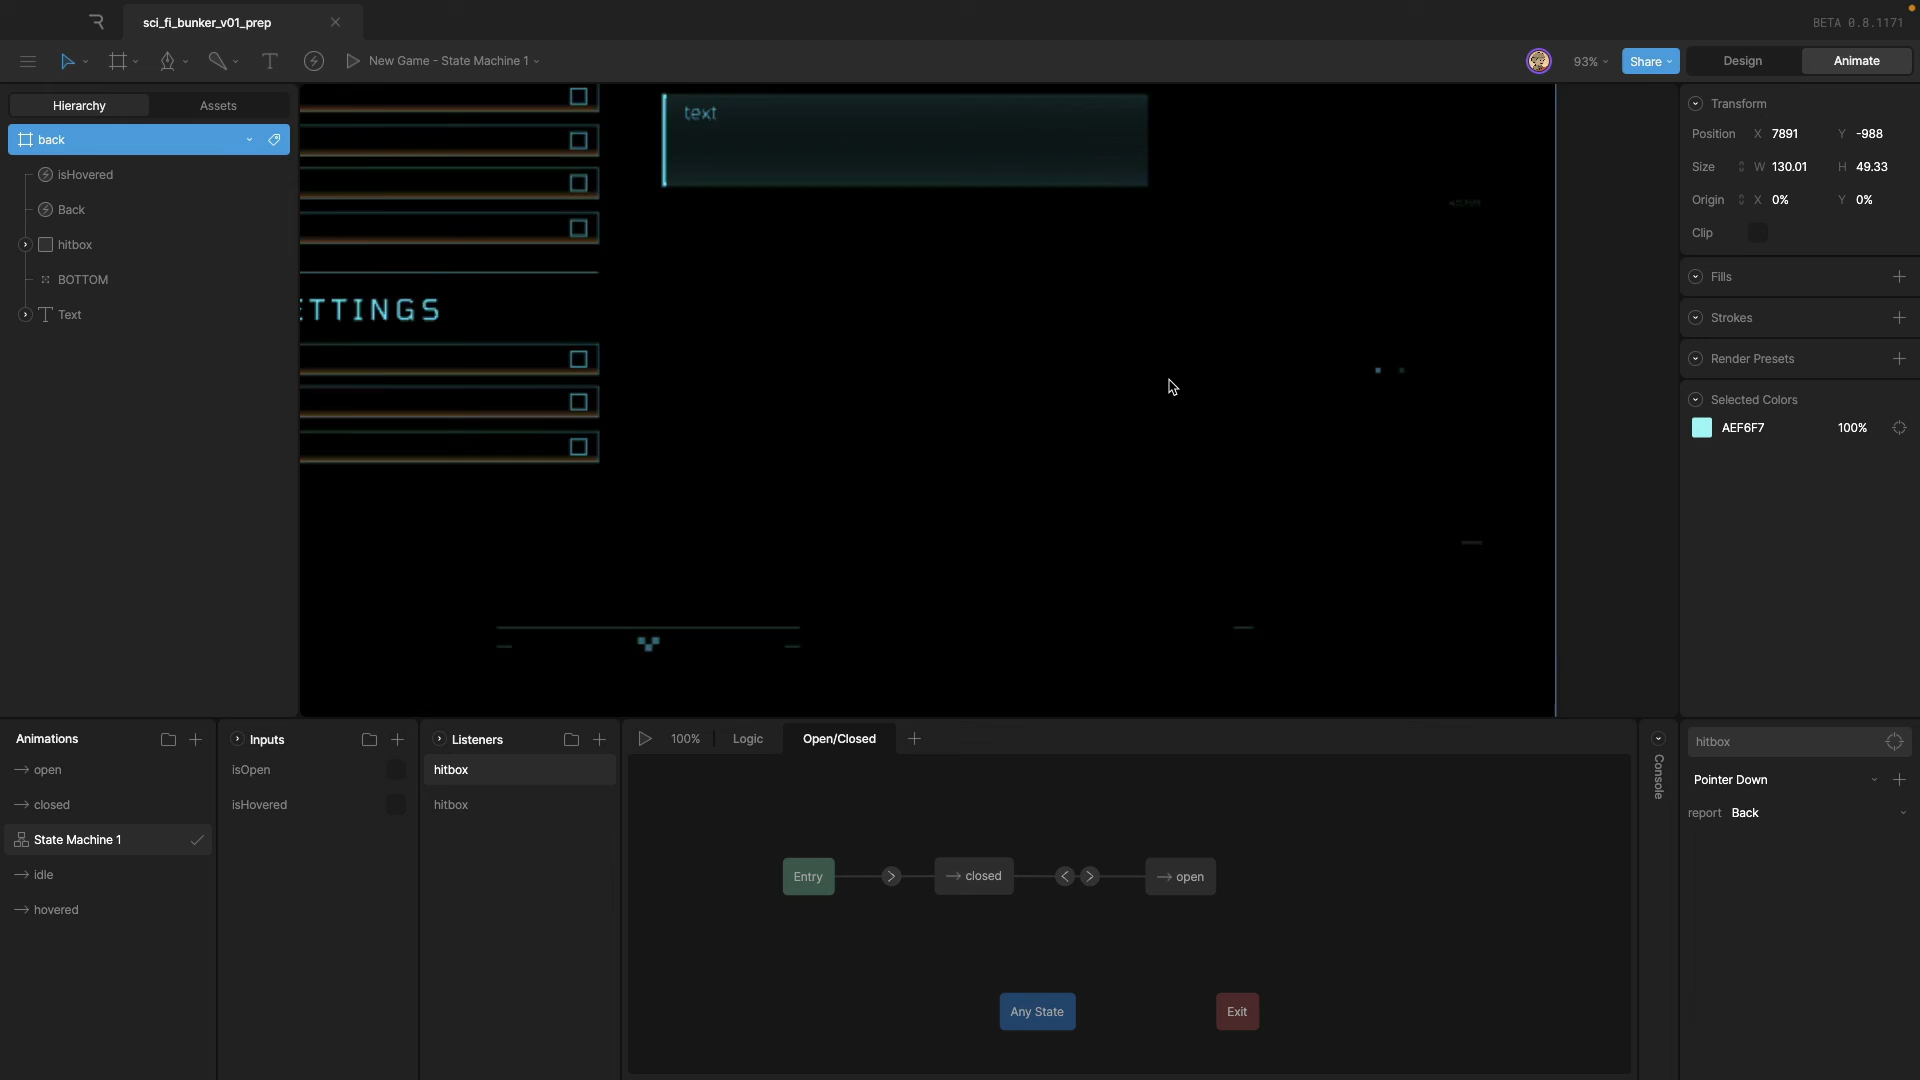 sci_fi_bunker_v01_prep
BETA 0.8.1171
New Game - State Machine 1
93%
Share
Design
Animate
Hierarchy
Assets
back
isHovered
Back
hitbox
BOTTOM
Text
text
ETTINGS
Transform
Position X 7891 Y -988
Size W 130.01 H 49.33
Origin X 0% Y 0%
Clip
Fills
Strokes
Render Presets
Selected Colors
AEF6F7 100%
Animations
open
closed
State Machine 1
idle
hovered
Inputs
isOpen
isHovered
Listeners
hitbox
hitbox
100%
Logic
Open/Closed
Entry
closed
open
Any State
Exit
Console
hitbox
Pointer Down
report Back